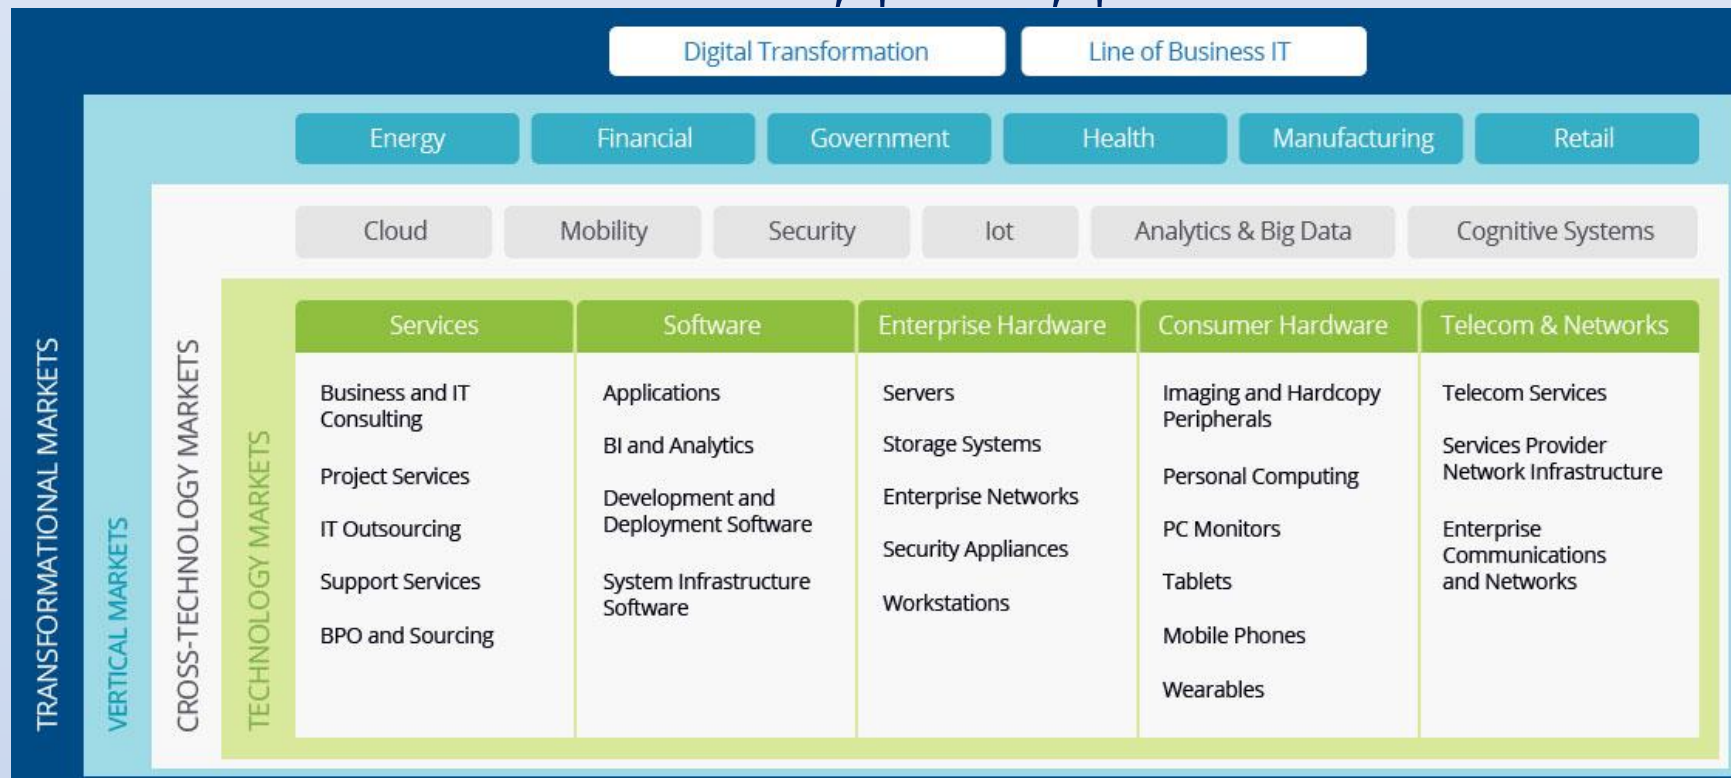 Digital Transformation
Line of Business IT
Energy
Financial
Government
Health
Manufacturing
Retail
Cloud
Mobility
Security
Iot
Analytics & Big Data
Cognitive Systems
Services
Software
Enterprise Hardware
Consumer Hardware
Telecom & Networks
Business and IT
Consulting
Project Services
IT Outsourcing
Support Services
BPO and Sourcing
Applications
BI and Analytics
Development and
Deployment Software
System Infrastructure
Software
Servers
Storage Systems
Enterprise Networks
Security Appliances
Workstations
Imaging and Hardcopy
Peripherals
Personal Computing
PC Monitors
Tablets
Mobile Phones
Wearables
Telecom Services
Services Provider
Network Infrastructure
Enterprise
Communications
and Networks
TRANSFORMATIONAL MARKETS
VERTICAL MARKETS
CROSS-TECHNOLOGY MARKETS
TECHNOLOGY MARKETS